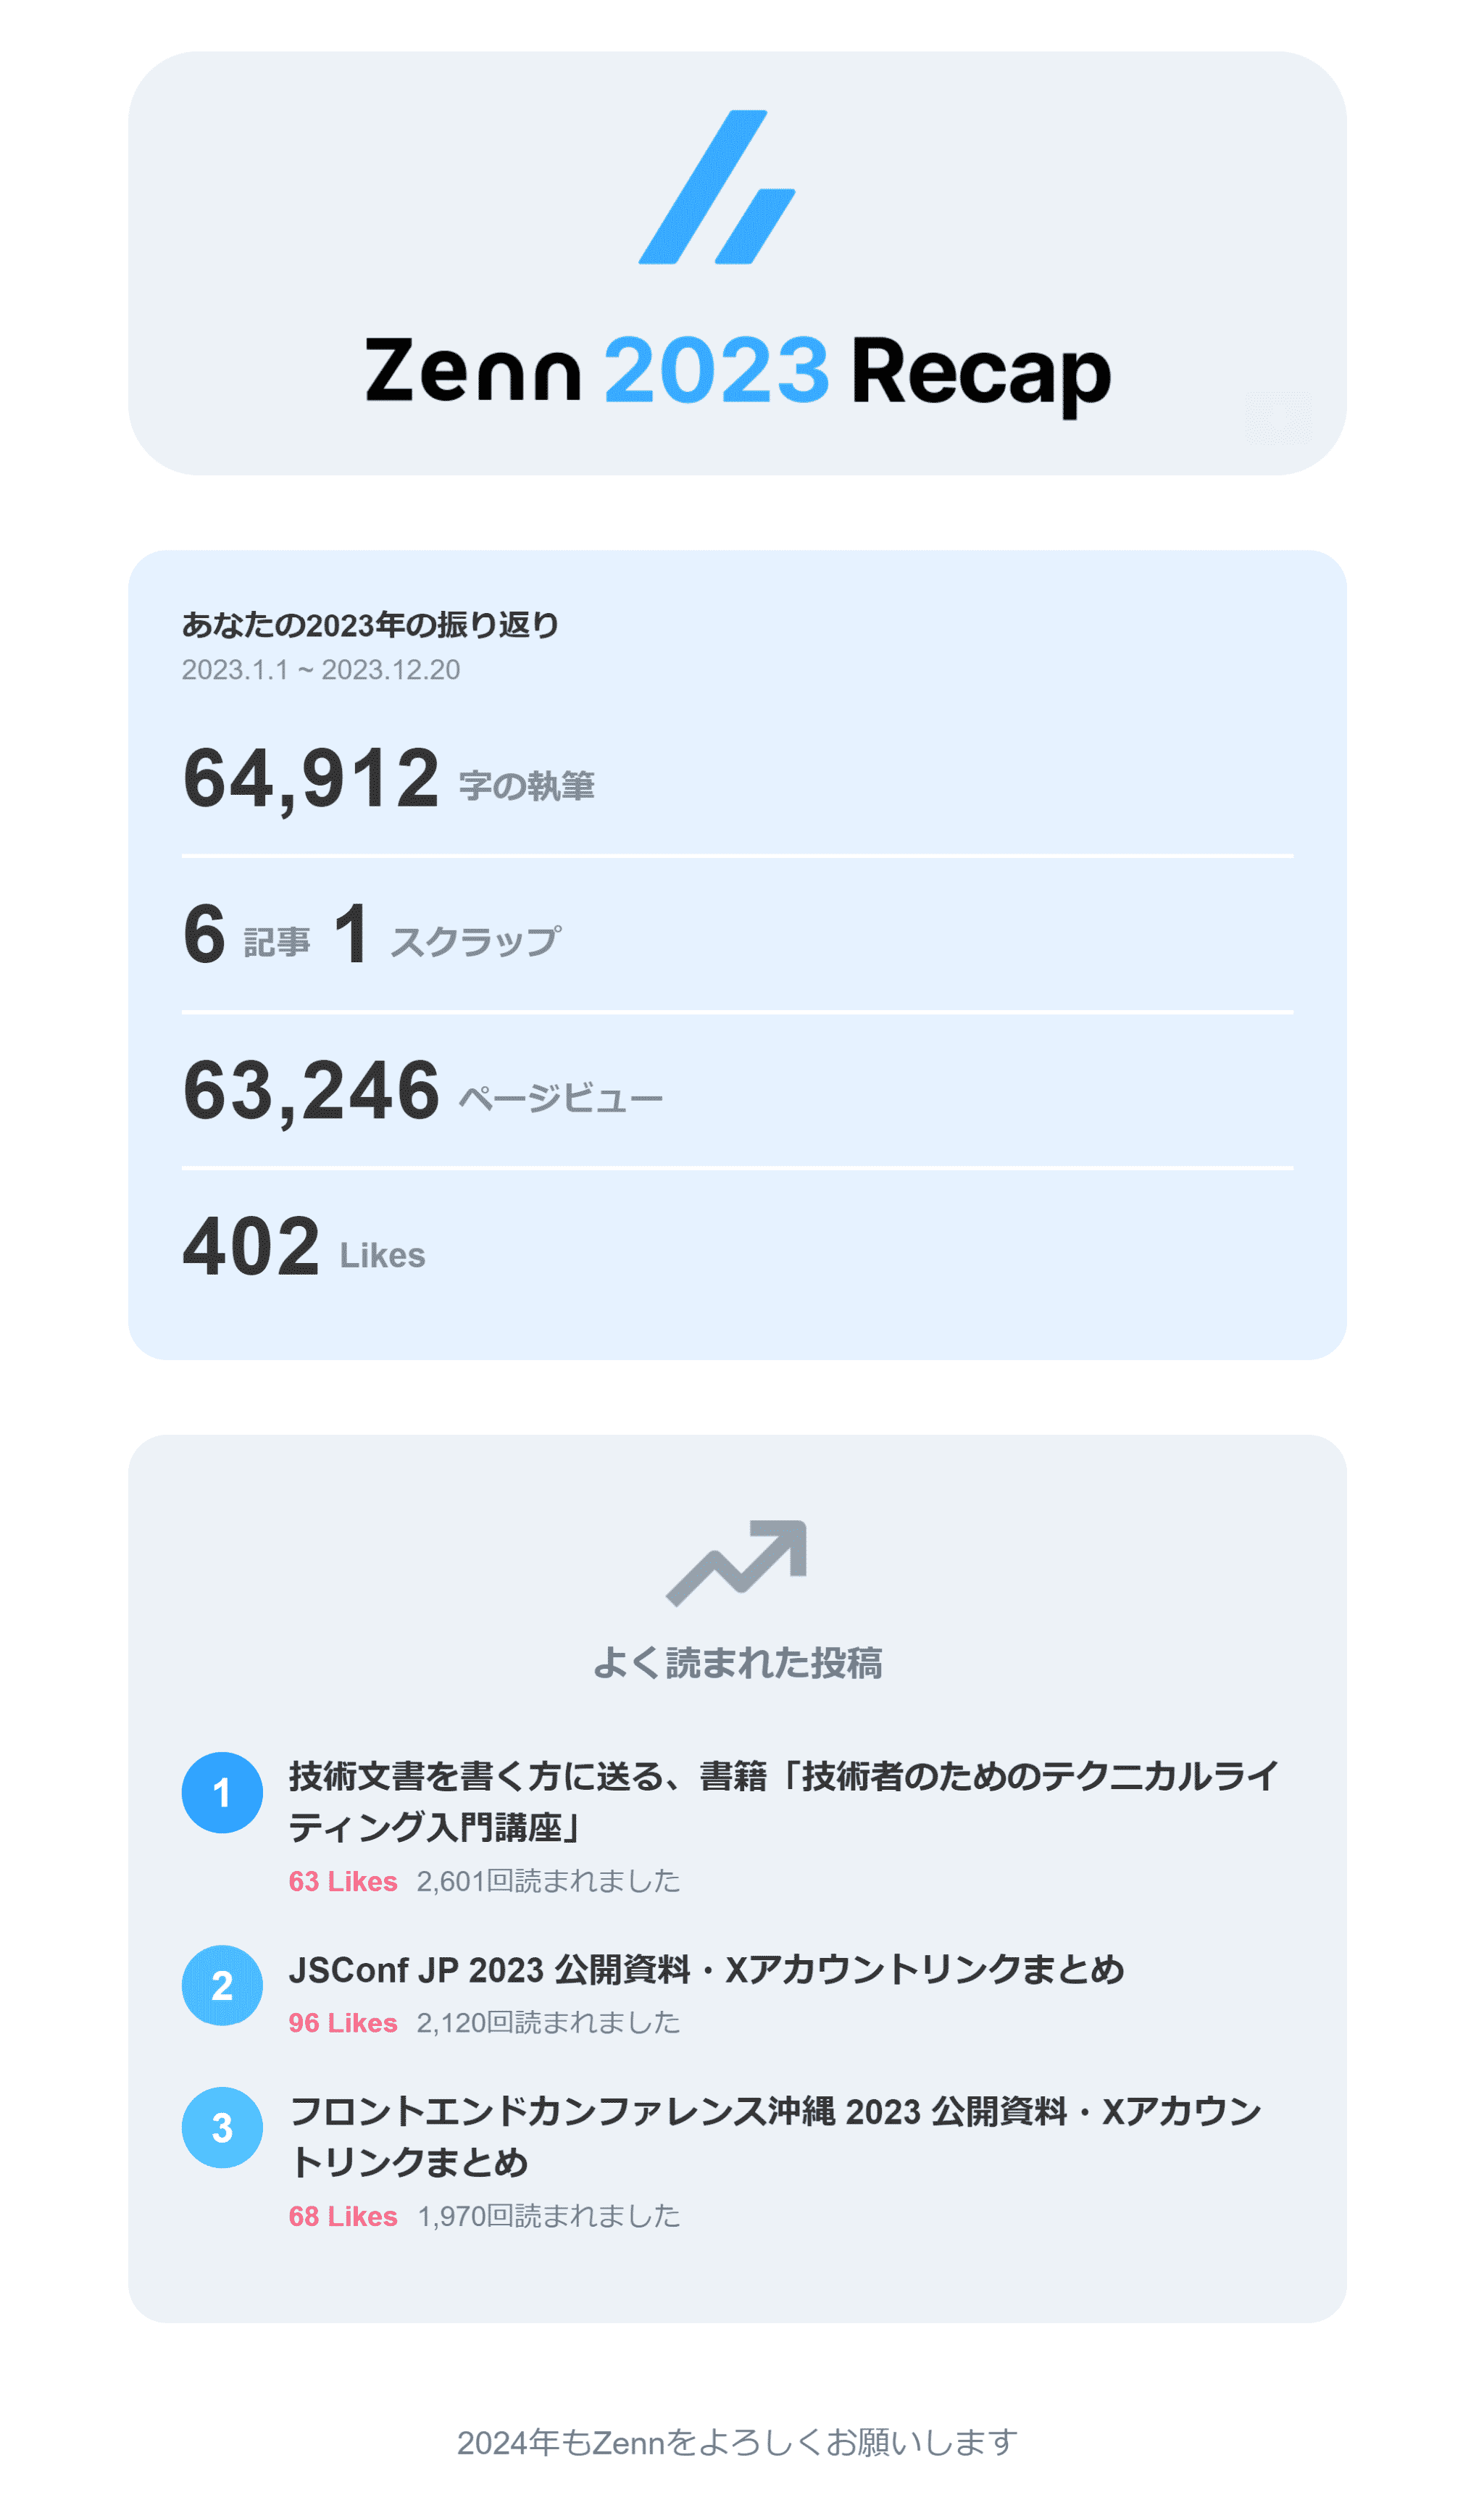 Zenn 2023 Recap
あなたの2023年の振り返り
2023.1.1 ~ 2023.12.20
64,912 字の執筆
6 記事 1 スクラップ
63,246 ページビュー
402 Likes
よく読まれた投稿
1 技術文書を書く方に送る、書籍「技術者のためのテクニカルライ
ティング入門講座」
63 Likes 2,601回読まれました
2 JSConf JP 2023 公開資料・Xアカウントリンクまとめ
96 Likes 2,120回読まれました
3 フロントエンドカンファレンス沖縄 2023 公開資料・Xアカウン
トリンクまとめ
68 Likes 1,970回読まれました
2024年もZennをよろしくお願いします